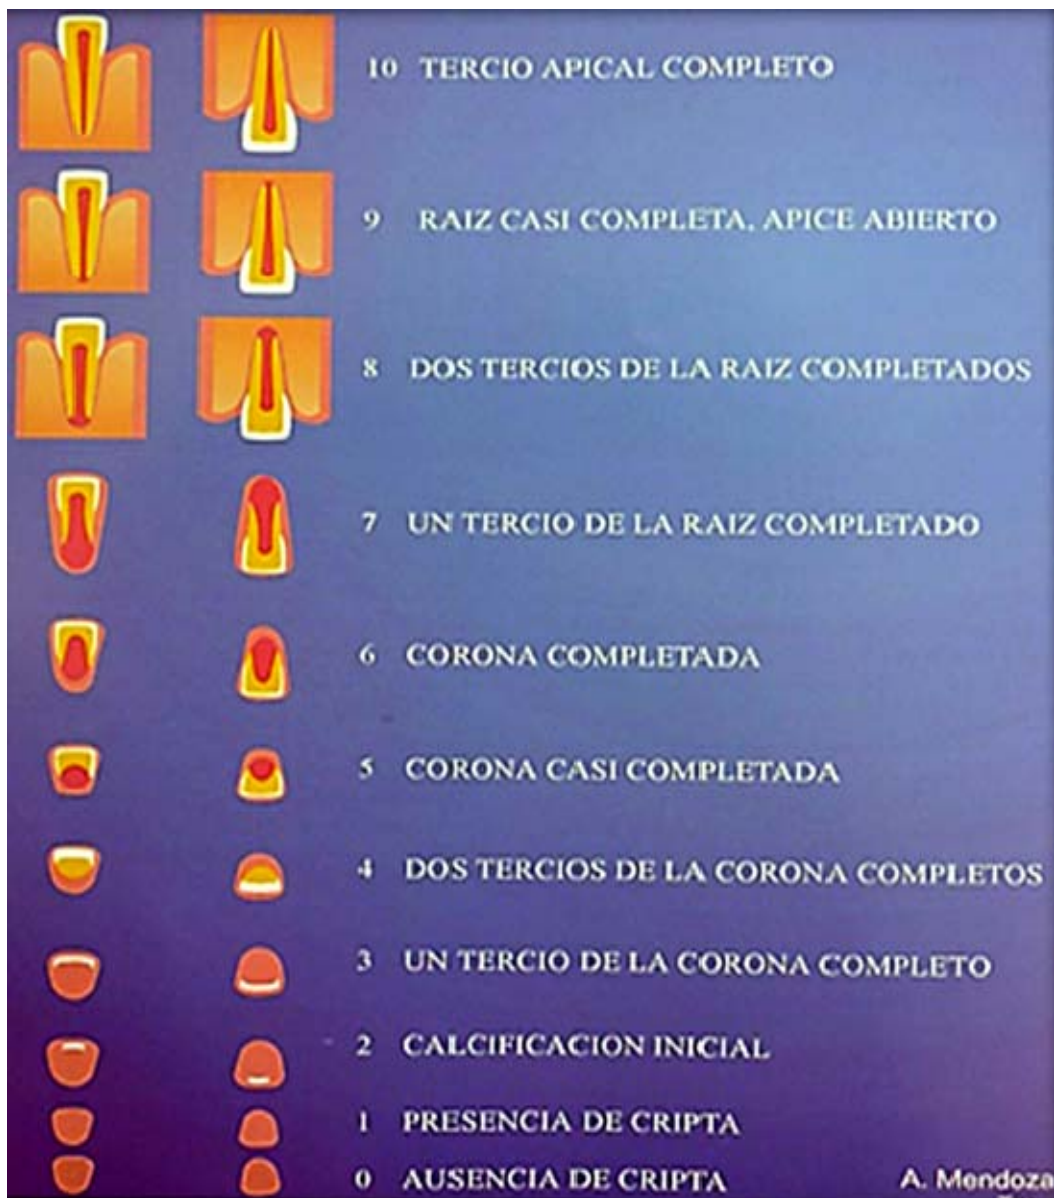 10 TERCIO APICAL COMPLETO
9 RAIZ CASI COMPLETA, APICE ABIERTO
8 DOS TERCIOS DE LA RAIZ COMPLETADOS
7 UN TERCIO DE LA RAIZ COMPLETADO
6 CORONA COMPLETADA
5 CORONA CASI COMPLETADA
4 DOS TERCIOS DE LA CORONA COMPLETOS
3 UN TERCIO DE LA CORONA COMPLETO
2 CALCIFICACION INICIAL
1 PRESENCIA DE CRIPTA
0 AUSENCIA DE CRIPTA
A. Mendoza